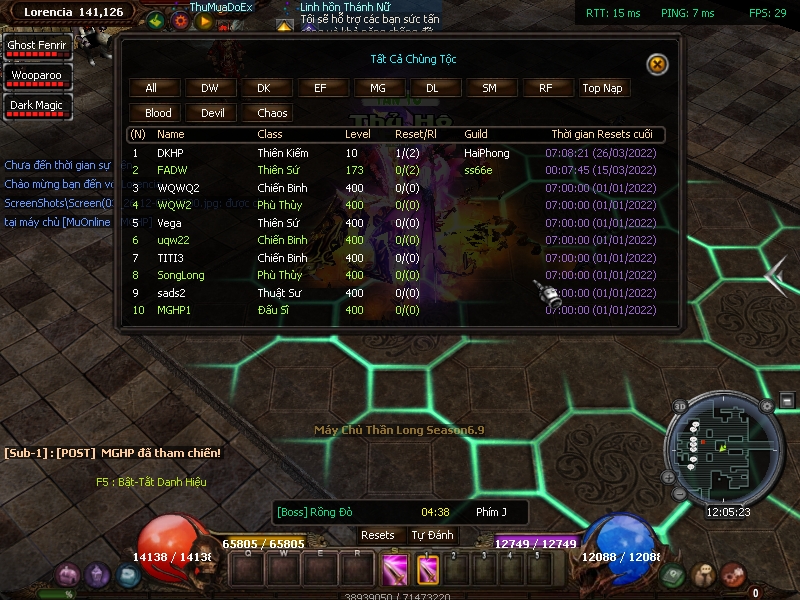 Lorencia 141,126
ThuMuaDoEx
Linh hồn Thánh Nữ
Tôi sẽ hỗ trợ các bạn sức tấn
RTT: 15 ms PING: 7 ms FPS: 29
Ghost Fenrir
Wooparoo
Dark Magic
Tất Cả Chủng Tộc
All DW DK EF MG DL SM RF Top Nap
Blood Devil Chaos
(N) Name Class Level Reset/Rl Guild Thời gian Resets cuối
1 DKHP Thiên Kiếm 10 1/(2) HaiPhong 07:08:21 (26/03/2022)
2 FADW Thiên Sứ 173 0/(2) ss66e 00:07:45 (15/03/2022)
3 WQWQ2 Chiến Binh 400 0/(0) 07:00:00 (01/01/2022)
4 WQW2 Phù Thủy 400 0/(0) 07:00:00 (01/01/2022)
5 Vega Thiên Sứ 400 0/(0) 07:00:00 (01/01/2022)
6 uqw22 Chiến Binh 400 0/(0) 07:00:00 (01/01/2022)
7 TITI3 Chiến Binh 400 0/(0) 07:00:00 (01/01/2022)
8 SongLong Phù Thủy 400 0/(0) 07:00:00 (01/01/2022)
9 sads2 Thuật Sư 400 0/(0) 07:00:00 (01/01/2022)
10 MGHP1 Đấu Sĩ 400 0/(0) 07:00:00 (01/01/2022)
Chưa đến thời gian sự
Chào mừng bạn đến với
ScreenShots\Screen(03
tại máy chủ [MuOnline
Máy Chủ Thần Long Season6.9
[Sub-1] : [POST] MGHP đã tham chiến!
F5 : Bật-Tắt Danh Hiệu
3D
12:05:23
[Boss] Rồng Đỏ 04:38 Phím J
Resets Tự Đánh
65805 / 65805
12749 / 12749
14138 / 14138
12088 / 12088
Q W E R
1 2 3 4 5
%
38939050 / 71473220
0